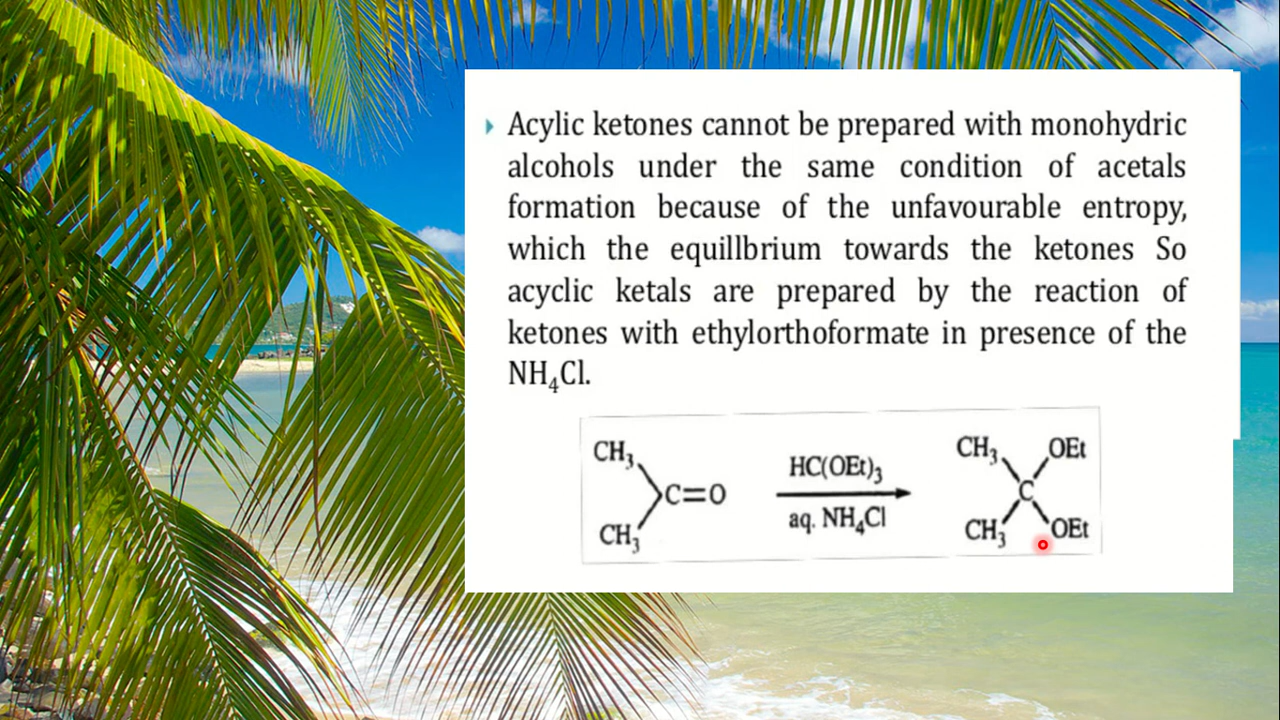 Acylic ketones cannot be prepared with monohydric
alcohols under the same condition of acetals
formation because of the unfavourable entropy,
which the equillbrium towards the ketones So
acyclic ketals are prepared by the reaction of
ketones with ethylorthoformate in presence of the
NH₄Cl.
CH₃
C=O
CH₃
HC(OEt)₃
aq. NH₄Cl
CH₃ OEt
C
CH₃ OEt